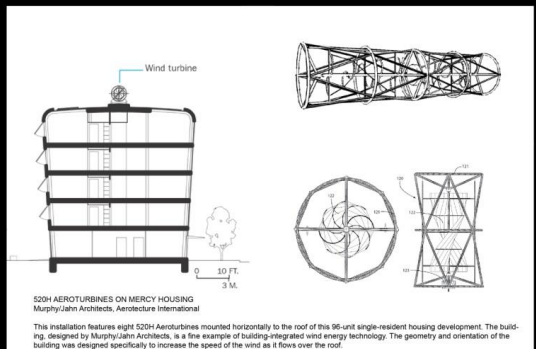 Wind turbine
0 10 FT.
3 M.
520H AEROTURBINES ON MERCY HOUSING
Murphy/Jahn Architects, Aerotecture International
This installation features eight 520H Aeroturbines mounted horizontally to the roof of this 96-unit single-resident housing development. The build-
ing, designed by Murphy/Jahn Architects, is a fine example of building-integrated wind energy technology. The geometry and orientation of the
building was designed specifically to increase the speed of the wind as it flows over the roof.